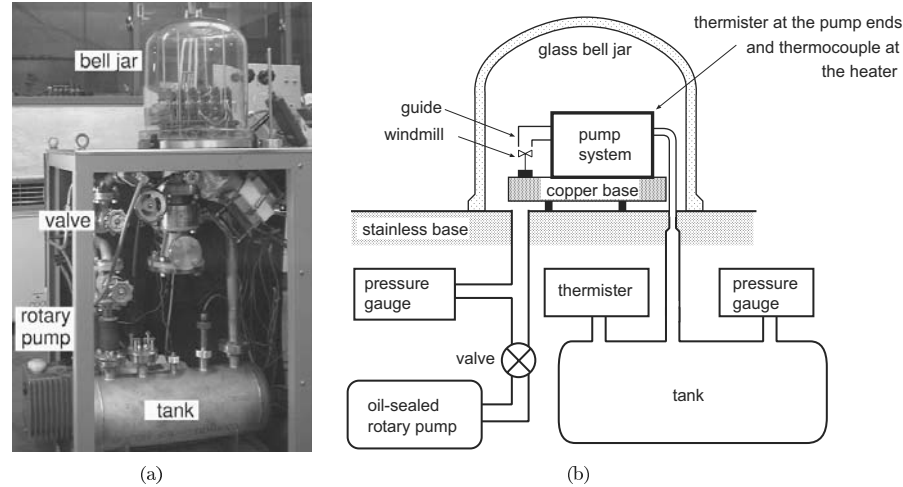 bell jar
valve
rotary
pump
tank
(a)
thermister at the pump ends
and thermocouple at
the heater
glass bell jar
guide
windmill
pump
system
copper base
stainless base
pressure
gauge
thermister
pressure
gauge
valve
tank
oil-sealed
rotary pump
(b)